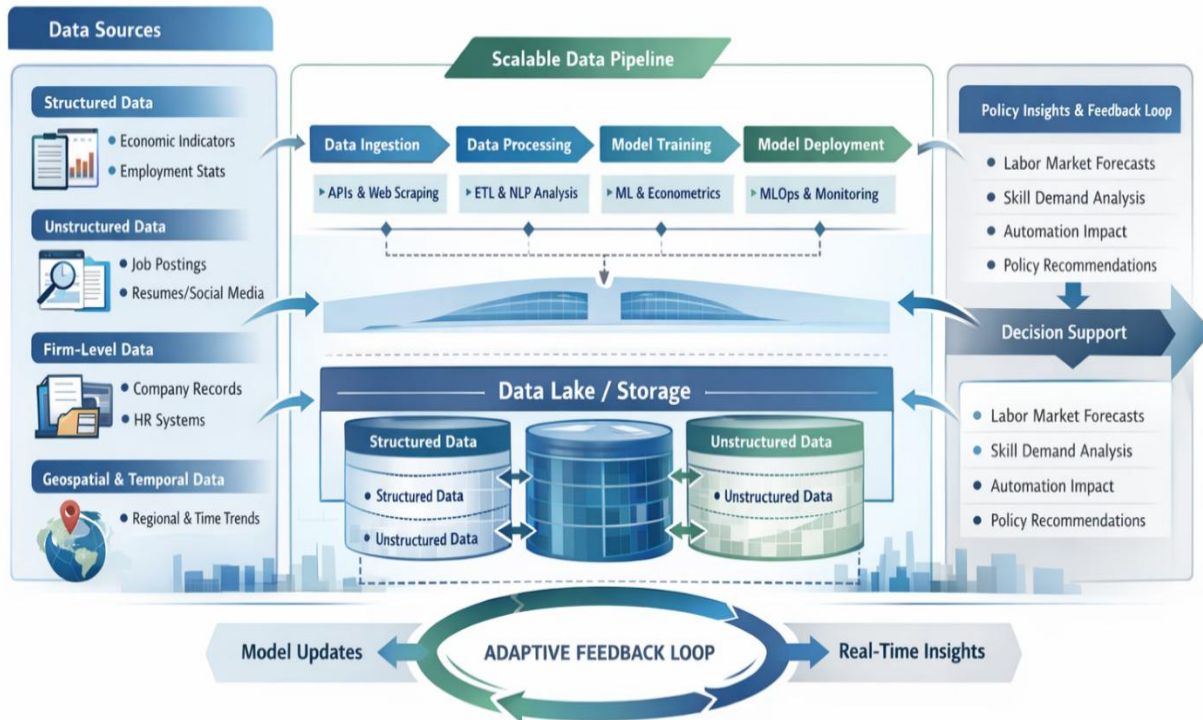 Data Sources
Structured Data
• Economic Indicators
• Employment Stats
Unstructured Data
• Job Postings
• Resumes/Social Media
Firm-Level Data
• Company Records
• HR Systems
Geospatial & Temporal Data
• Regional & Time Trends
Scalable Data Pipeline
Data Ingestion
Data Processing
Model Training
Model Deployment
▸ APIs & Web Scraping
▸ ETL & NLP Analysis
▸ ML & Econometrics
▸ MLOps & Monitoring
Data Lake / Storage
Structured Data
• Structured Data
• Unstructured Data
Unstructured Data
• Unstructured Data
Policy Insights & Feedback Loop
• Labor Market Forecasts
• Skill Demand Analysis
• Automation Impact
• Policy Recommendations
Decision Support
• Labor Market Forecasts
• Skill Demand Analysis
• Automation Impact
• Policy Recommendations
Model Updates
ADAPTIVE FEEDBACK LOOP
Real-Time Insights